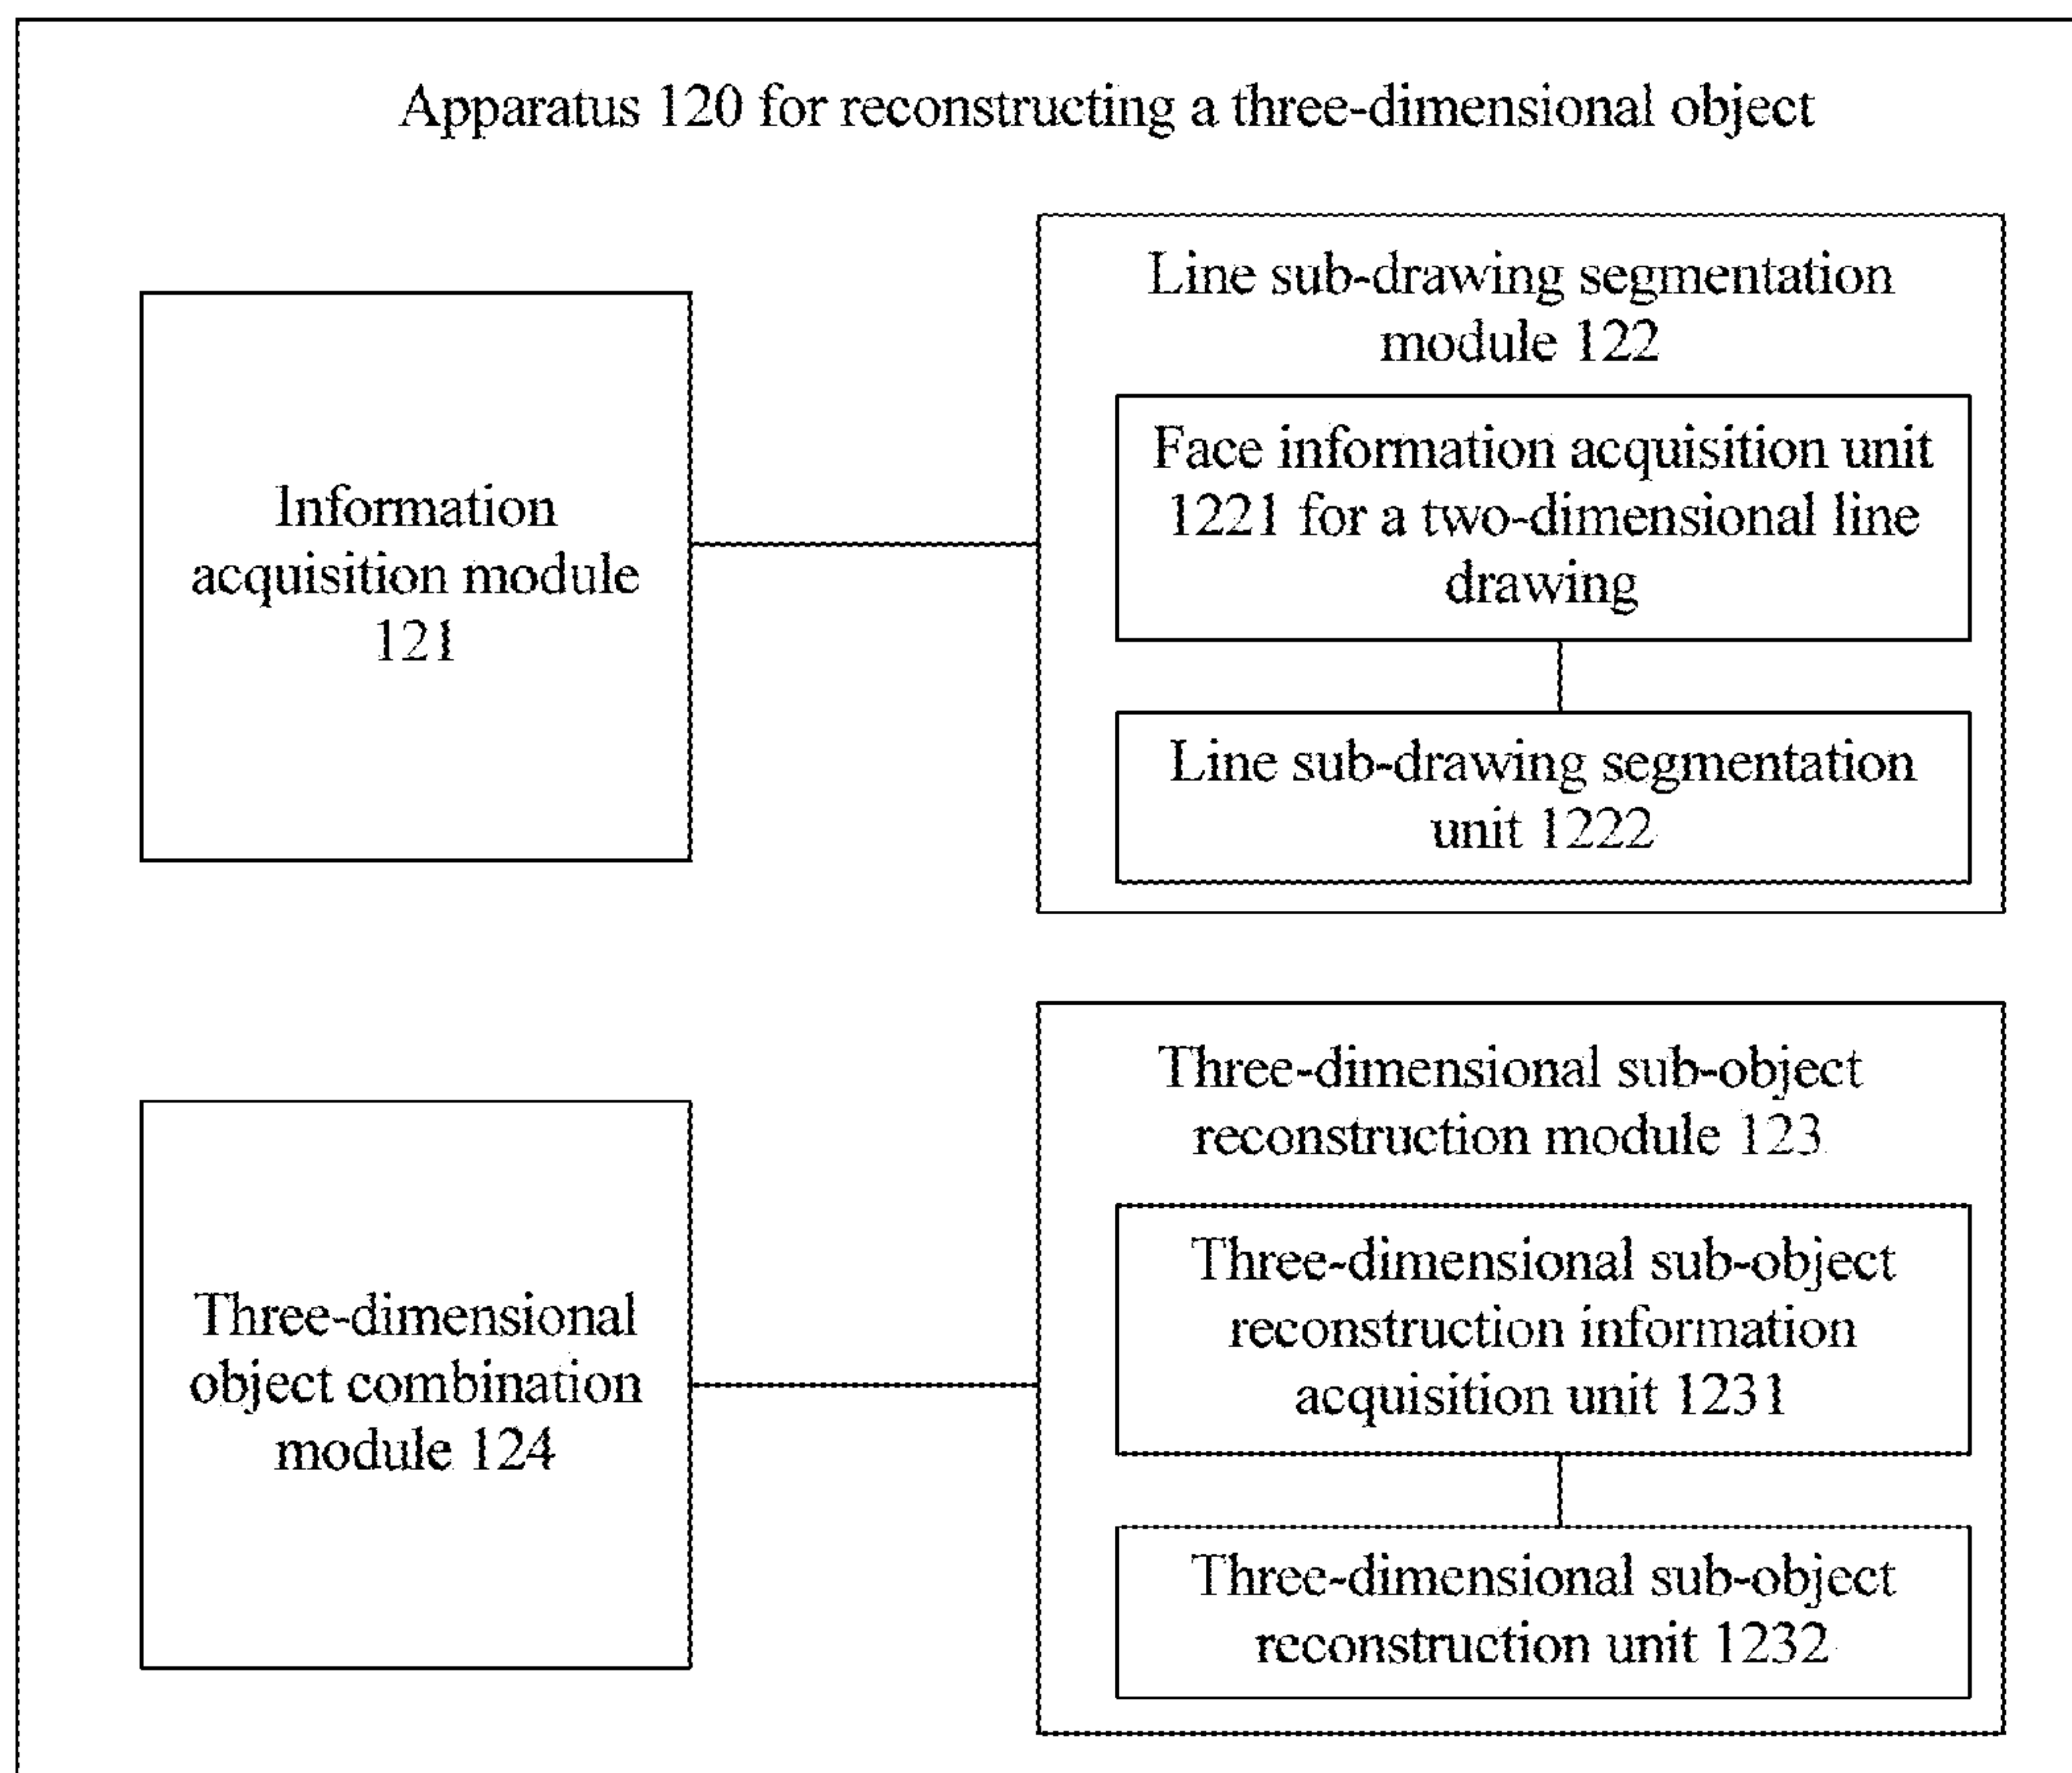 Apparatus 120 for reconstructing a three-dimensional object
Information
acquisition module
121
Line sub-drawing segmentation
module 122
Face information acquisition unit
1221 for a two-dimensional line
drawing
Line sub-drawing segmentation
unit 1222
Three-dimensional
object combination
module 124
Three-dimensional sub-object
reconstruction module 123
Three-dimensional sub-object
reconstruction information
acquisition unit 1231
Three-dimensional sub-object
reconstruction unit 1232